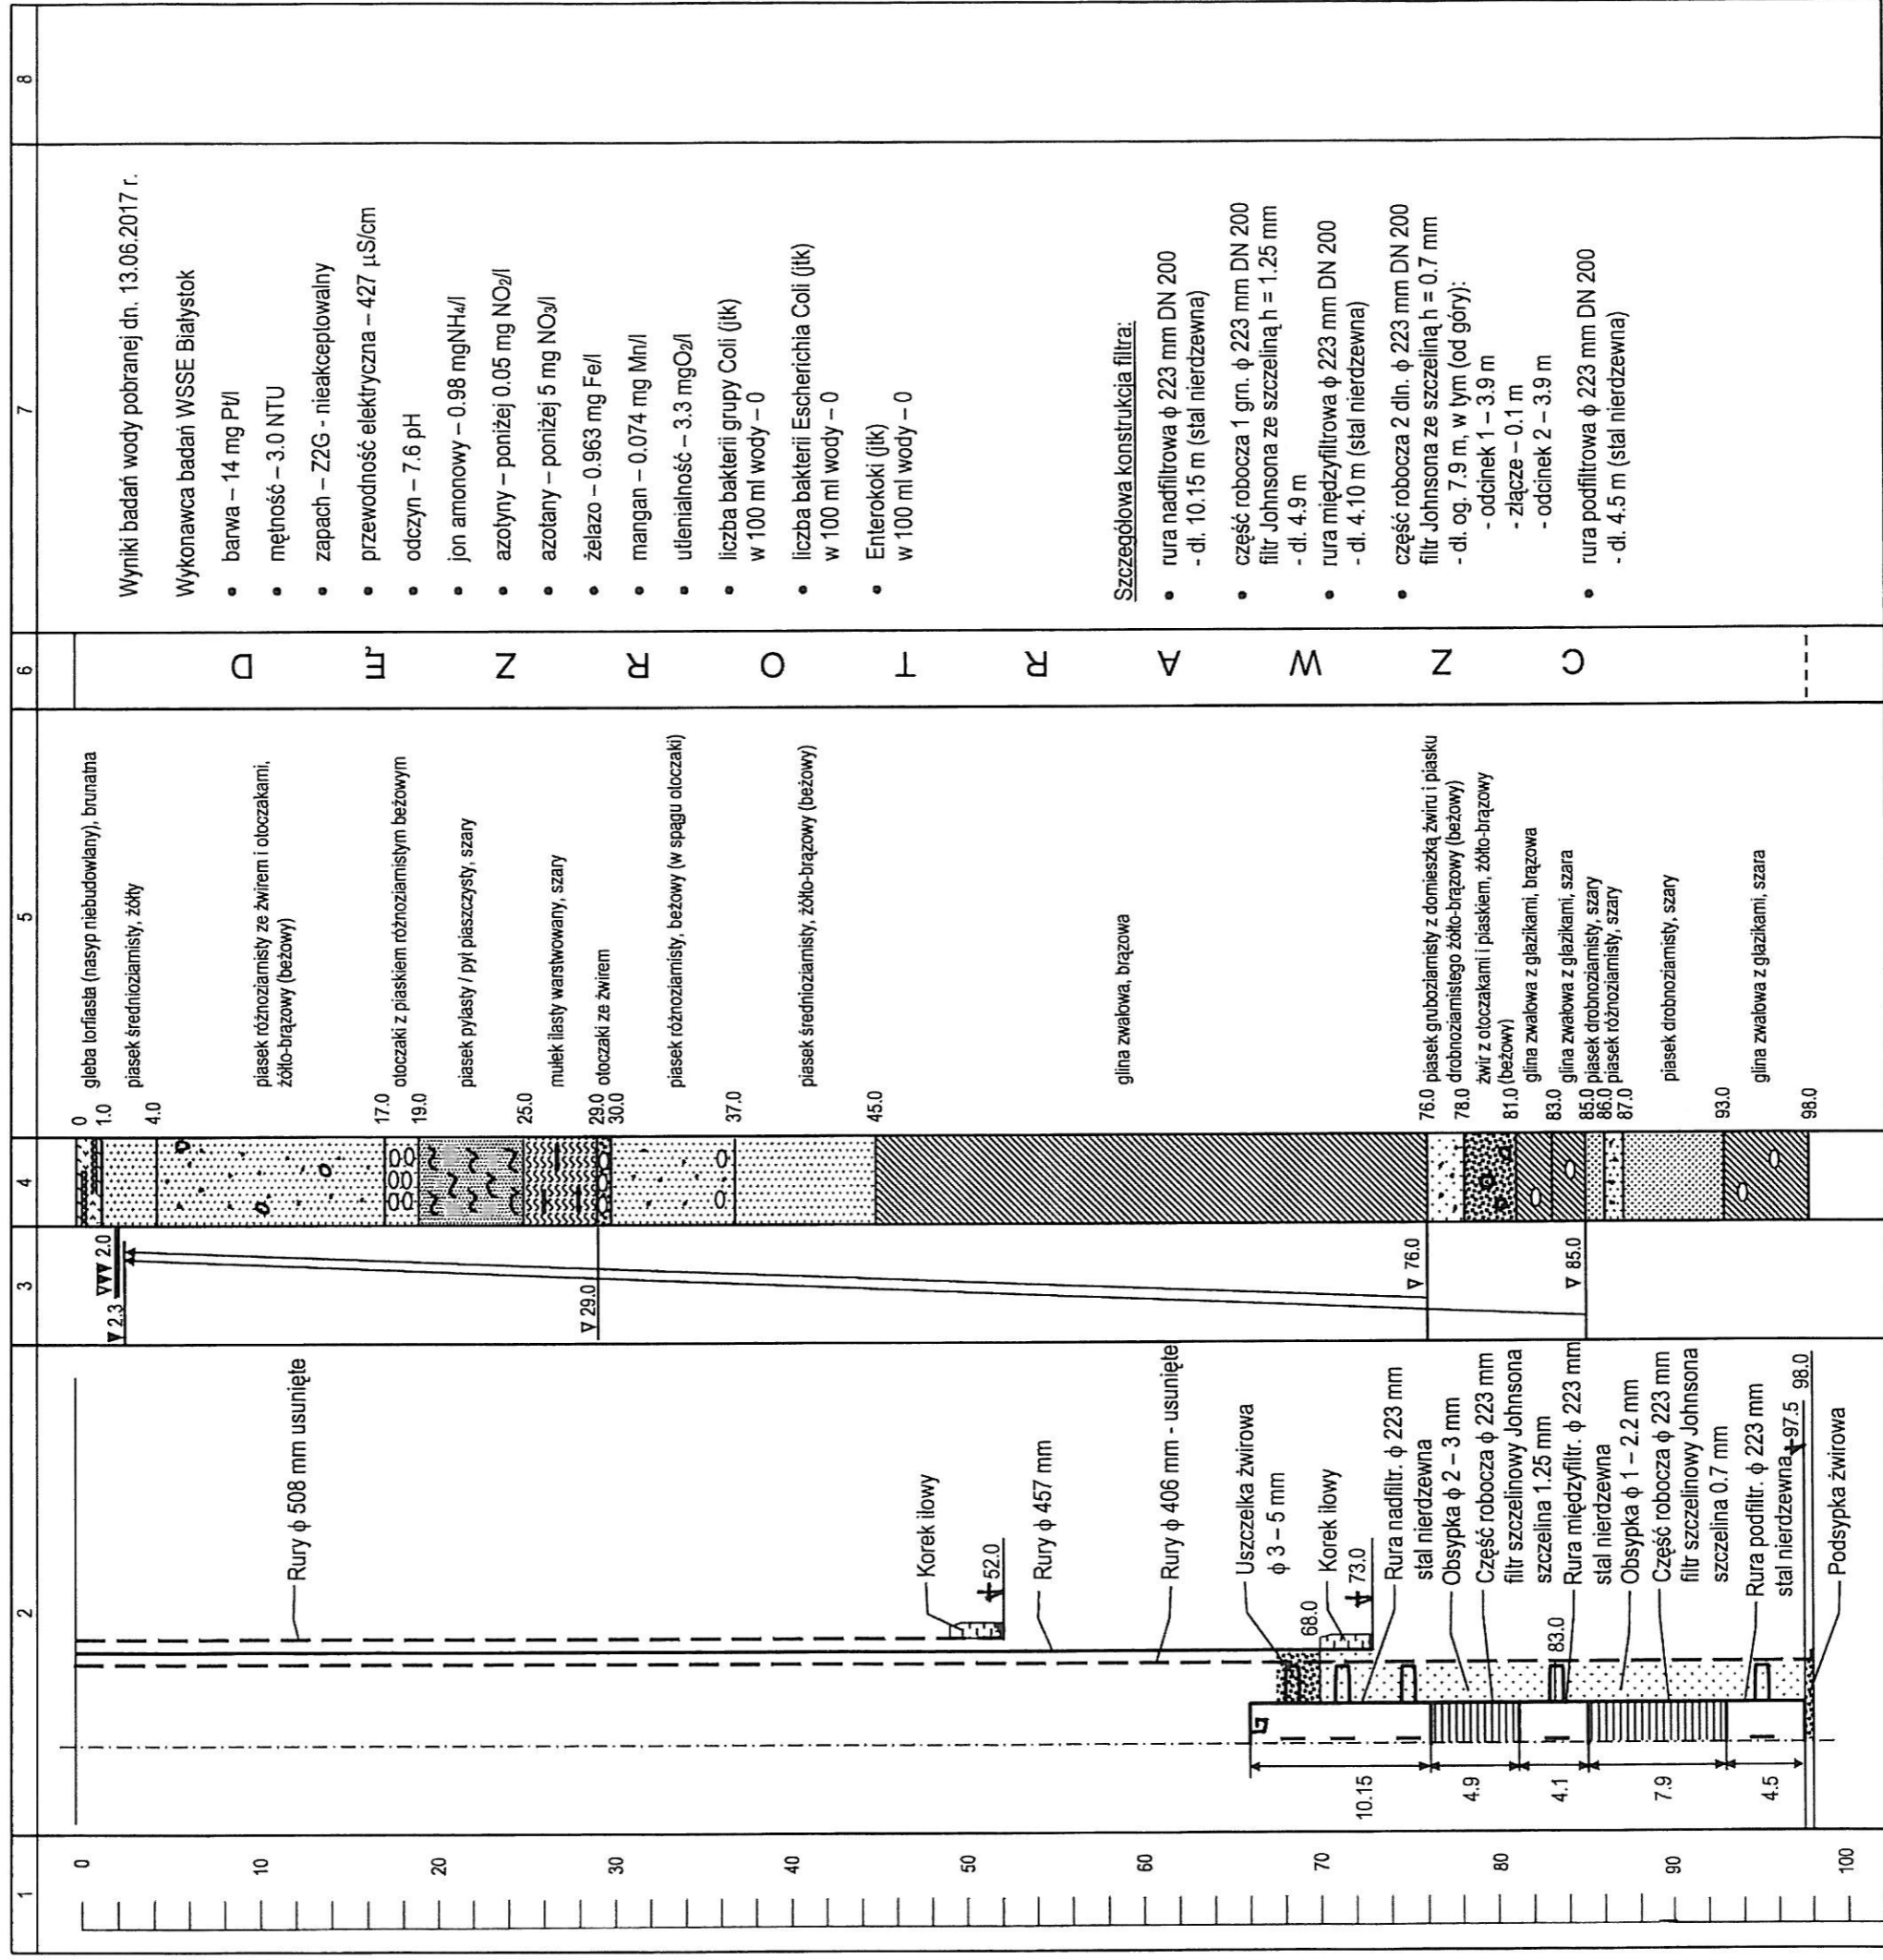 1 2 3 4 5 6 7 8
0
10
20
30
40
50
60
70
80
90
100
Rury φ 508 mm usunięte
Korek iłowy
52.0
Rury φ 457 mm
Rury φ 406 mm - usunięte
Uszczelka żwirowa
φ 3 – 5 mm
68.0
Korek iłowy
73.0
Rura nadfiltr. φ 223 mm
stal nierdzewna
Obsypka φ 2 – 3 mm
Część robocza φ 223 mm
filtr szczelinowy Johnsona
szczelina 1.25 mm
83.0
Rura międzyfiltr. φ 223 mm
stal nierdzewna
Obsypka φ 1 – 2.2 mm
Część robocza φ 223 mm
filtr szczelinowy Johnsona
szczelina 0.7 mm
Rura podfiltr. φ 223 mm
stal nierdzewna
97.5
98.0
Podsypka żwirowa
10.15
4.9
4.1
7.9
4.5
2.0
2.3
29.0
76.0
85.0
0
gleba torfiasta (nasyp niebudowlany), brunatna
1.0
piasek średnioziarnisty, żółty
4.0
piasek różnoziarnisty ze żwirem i otoczakami,
żółto-brązowy (beżowy)
17.0
otoczaki z piaskiem różnoziarnistym beżowym
19.0
piasek pylasty / pył piaszczysty, szary
25.0
mułek ilasty warstwowany, szary
29.0 otoczaki ze żwirem
30.0
piasek różnoziarnisty, beżowy (w spągu otoczaki)
37.0
piasek średnioziarnisty, żółto-brązowy (beżowy)
45.0
glina zwałowa, brązowa
76.0 piasek gruboziarnisty z domieszką żwiru i piasku
drobnoziarnistego żółto-brązowy (beżowy)
78.0
żwir z otoczakami i piaskiem, żółto-brązowy
81.0 (beżowy)
glina zwałowa z głazikami, brązowa
83.0
glina zwałowa z głazikami, szara
85.0 piasek drobnoziarnisty, szary
86.0 piasek różnoziarnisty, szary
87.0
piasek drobnoziarnisty, szary
93.0
glina zwałowa z głazikami, szara
98.0
C Z W A R T O R Z Ę D
Wyniki badań wody pobranej dn. 13.06.2017 r.
Wykonawca badań WSSE Białystok
• barwa – 14 mg Pt/l
• mętność – 3.0 NTU
• zapach – Z2G - nieakceptowalny
• przewodność elektryczna – 427 μS/cm
• odczyn – 7.6 pH
• jon amonowy – 0.98 mgNH₄/l
• azotyny – poniżej 0.05 mg NO₂/l
• azotany – poniżej 5 mg NO₃/l
• żelazo – 0.963 mg Fe/l
• mangan – 0.074 mg Mn/l
• utlenialność – 3.3 mgO₂/l
• liczba bakterii grupy Coli (jtk)
w 100 ml wody – 0
• liczba bakterii Escherichia Coli (jtk)
w 100 ml wody – 0
• Enterokoki (jtk)
w 100 ml wody – 0
Szczegółowa konstrukcja filtra:
• rura nadfiltrowa φ 223 mm DN 200
- dł. 10.15 m (stal nierdzewna)
• część robocza 1 grn. φ 223 mm DN 200
filtr Johnsona ze szczeliną h = 1.25 mm
- dł. 4.9 m
• rura międzyfiltrowa φ 223 mm DN 200
- dł. 4.10 m (stal nierdzewna)
• część robocza 2 dln. φ 223 mm DN 200
filtr Johnsona ze szczeliną h = 0.7 mm
- dł. og. 7.9 m, w tym (od góry):
- odcinek 1 – 3.9 m
- złącze – 0.1 m
- odcinek 2 – 3.9 m
• rura podfiltrowa φ 223 mm DN 200
- dł. 4.5 m (stal nierdzewna)